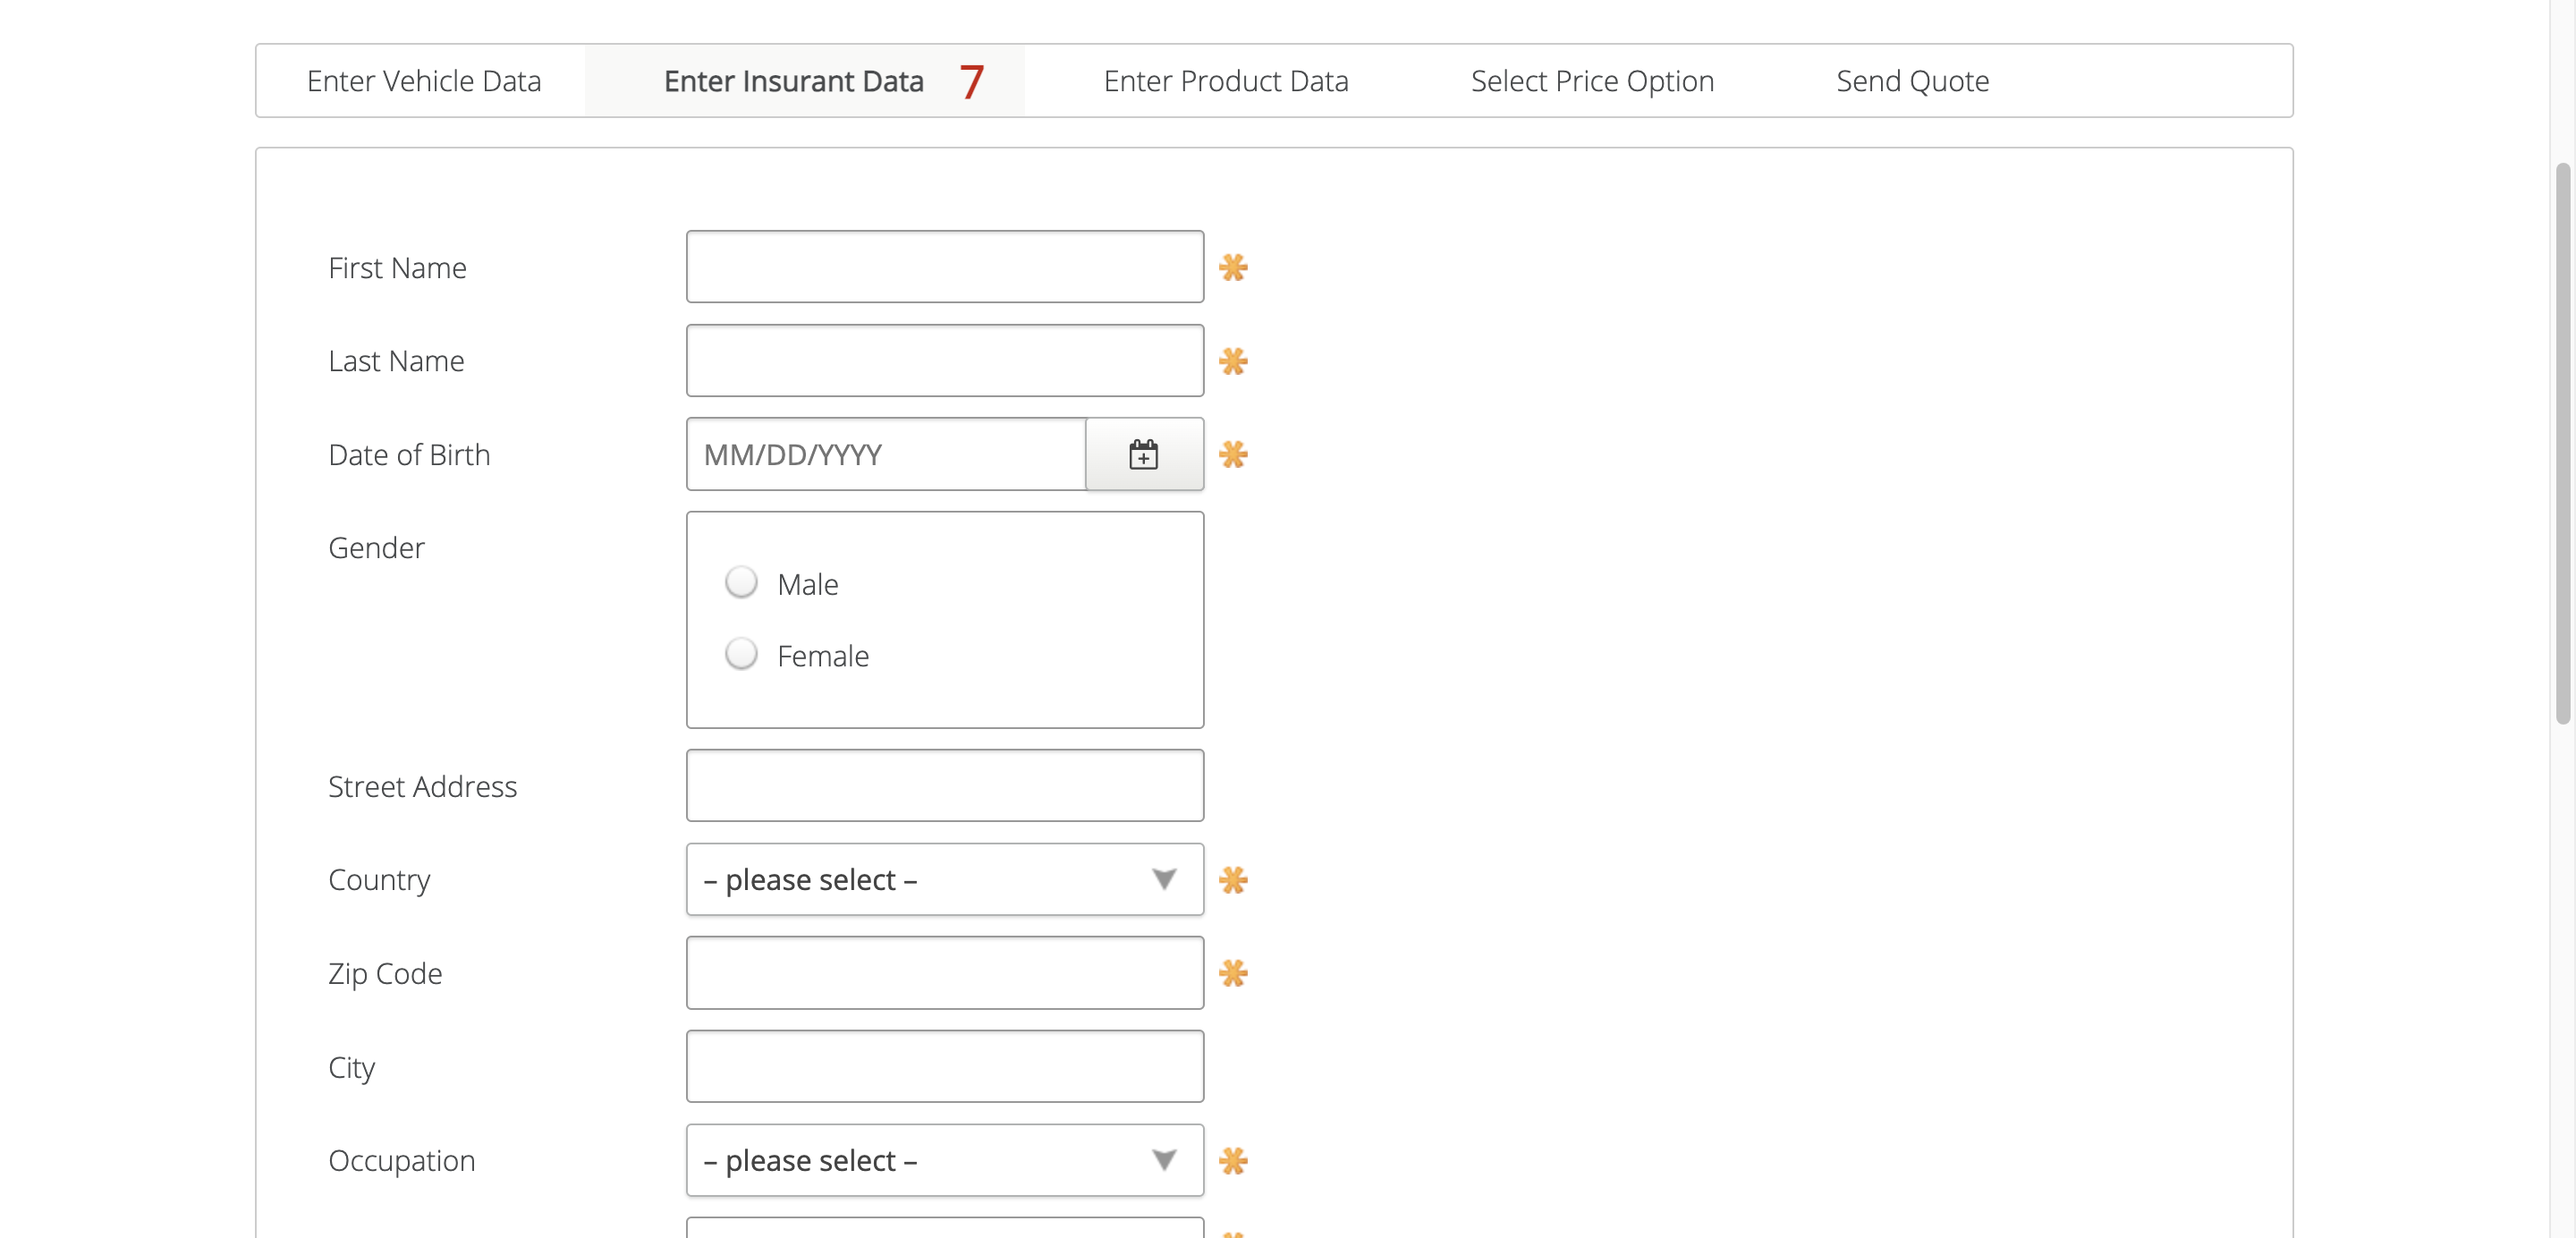 Enter Vehicle Data Enter Insurant Data 7 Enter Product Data Select Price Option Send Quote
First Name
Last Name
Date of Birth MM/DD/YYYY
Gender
Male
Female
Street Address
Country – please select –
Zip Code
City
Occupation – please select –